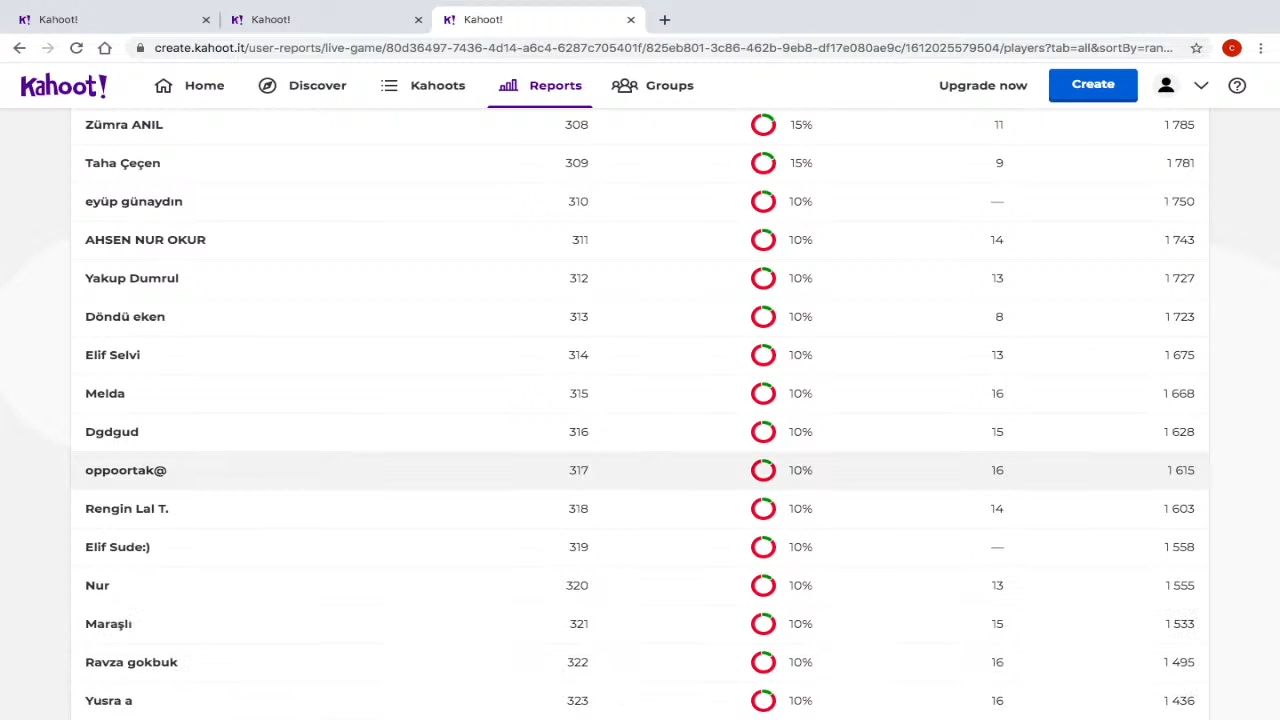 Kahoot!
Kahoot!
Kahoot!
create.kahoot.it/user-reports/live-game/80d36497-7436-4d14-a6c4-6287c705401f/825eb801-3c86-462b-9eb8-df17e080ae9c/1612025579504/players?tab=all&sortBy=ran...
C
Kahoot! Home Discover Kahoots Reports Groups Upgrade now Create
Zümra ANIL 308 15% 11 1 785
Taha Çeçen 309 15% 9 1 781
eyüp günaydın 310 10% — 1 750
AHSEN NUR OKUR 311 10% 14 1 743
Yakup Dumrul 312 10% 13 1 727
Döndü eken 313 10% 8 1 723
Elif Selvi 314 10% 13 1 675
Melda 315 10% 16 1 668
Dgdgud 316 10% 15 1 628
oppoortak@ 317 10% 16 1 615
Rengin Lal T. 318 10% 14 1 603
Elif Sude:) 319 10% — 1 558
Nur 320 10% 13 1 555
Maraşlı 321 10% 15 1 533
Ravza gokbuk 322 10% 16 1 495
Yusra a 323 10% 16 1 436